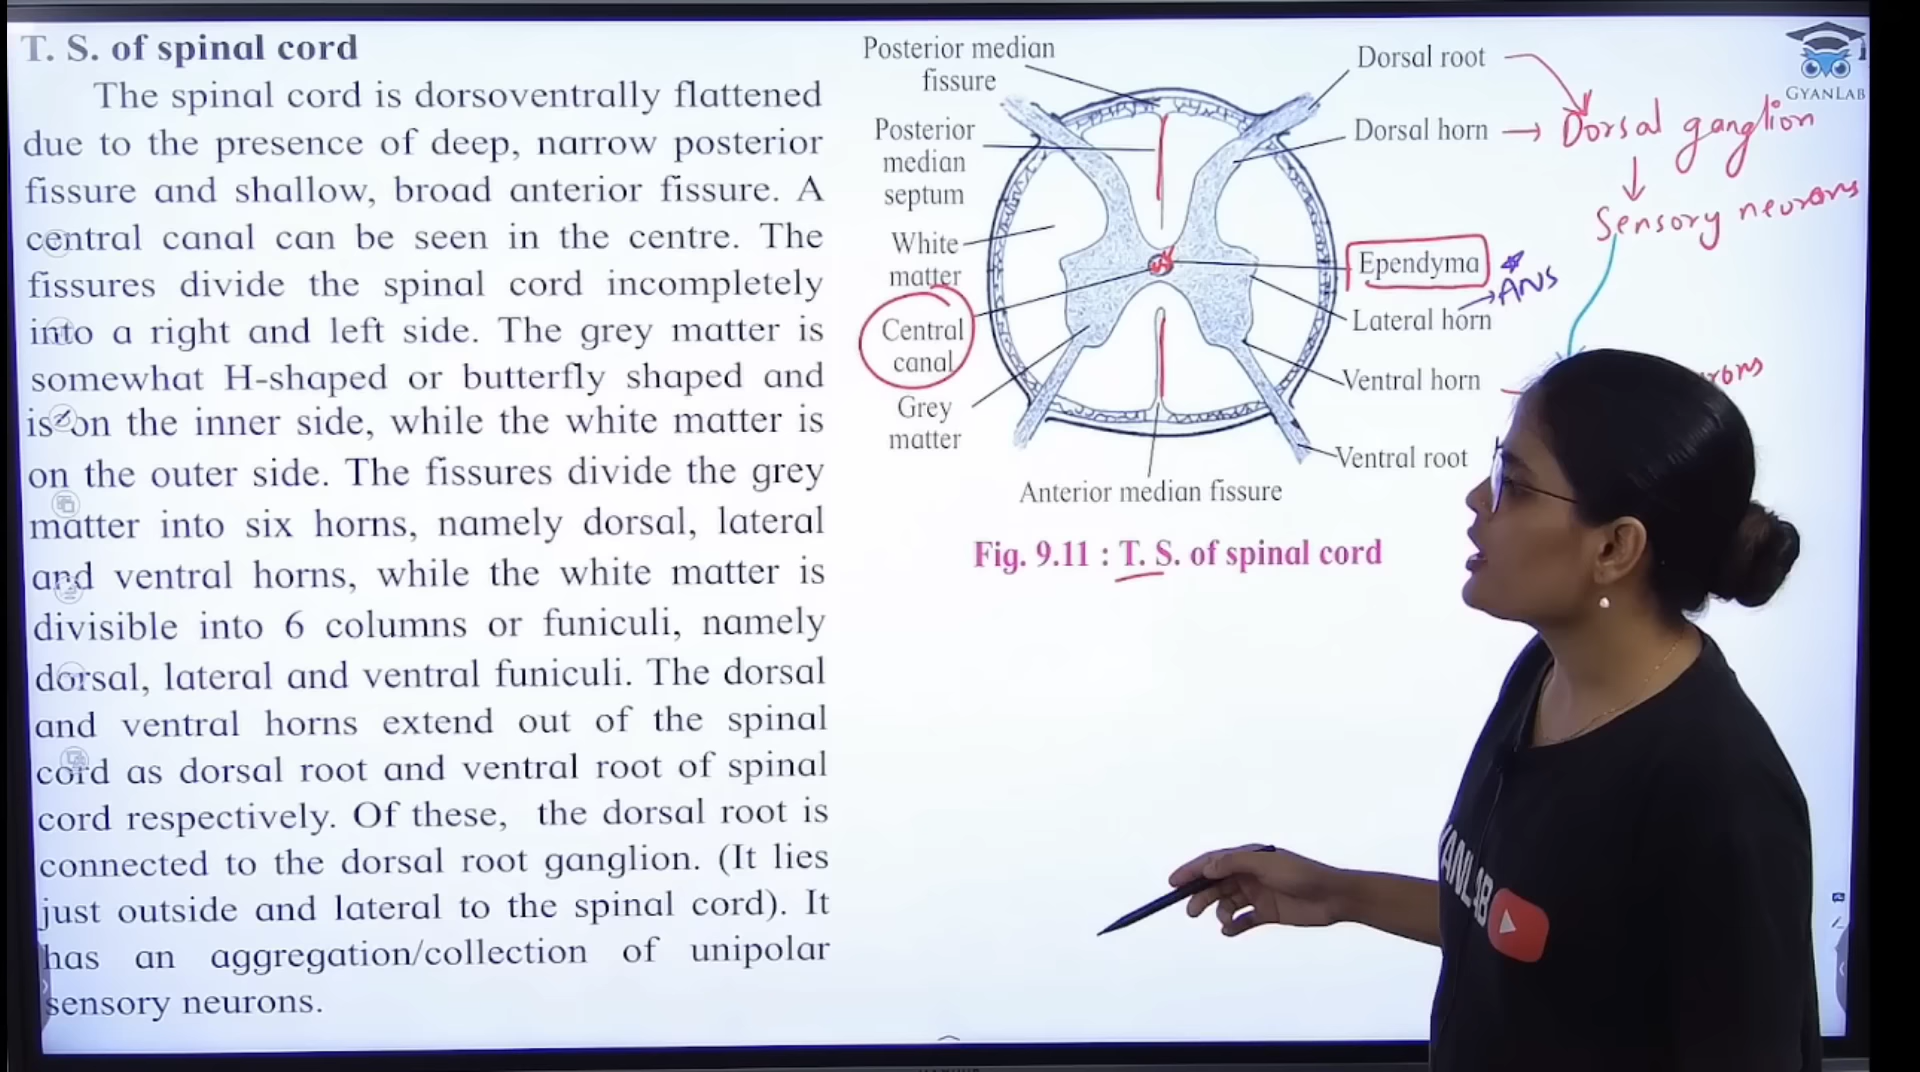 T. S. of spinal cord
The spinal cord is dorsoventrally flattened
due to the presence of deep, narrow posterior
fissure and shallow, broad anterior fissure. A
central canal can be seen in the centre. The
fissures divide the spinal cord incompletely
into a right and left side. The grey matter is
somewhat H-shaped or butterfly shaped and
is on the inner side, while the white matter is
on the outer side. The fissures divide the grey
matter into six horns, namely dorsal, lateral
and ventral horns, while the white matter is
divisible into 6 columns or funiculi, namely
dorsal, lateral and ventral funiculi. The dorsal
and ventral horns extend out of the spinal
cord as dorsal root and ventral root of spinal
cord respectively. Of these, the dorsal root is
connected to the dorsal root ganglion. (It lies
just outside and lateral to the spinal cord). It
has an aggregation/collection of unipolar
sensory neurons.
Posterior median
fissure
Posterior
median
septum
White
matter
Central
canal
Grey
matter
Anterior median fissure
Dorsal root
Dorsal horn
Dorsal ganglion
Sensory neurons
Ependyma
ANS
Lateral horn
Ventral horn
Ventral root
Fig. 9.11 : T. S. of spinal cord
GYANLAB